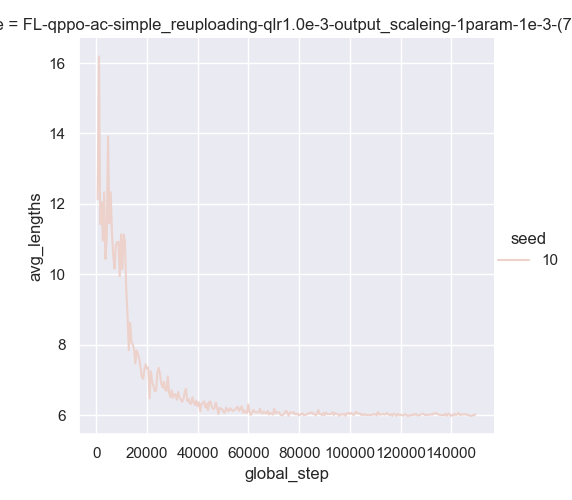 e = FL-qppo-ac-simple_reuploading-qlr1.0e-3-output_scaleing-1param-1e-3-(7
16
14
12
10
8
6
avg_lengths
seed
10
0 20000 40000 60000 80000 100000 120000 140000
global_step